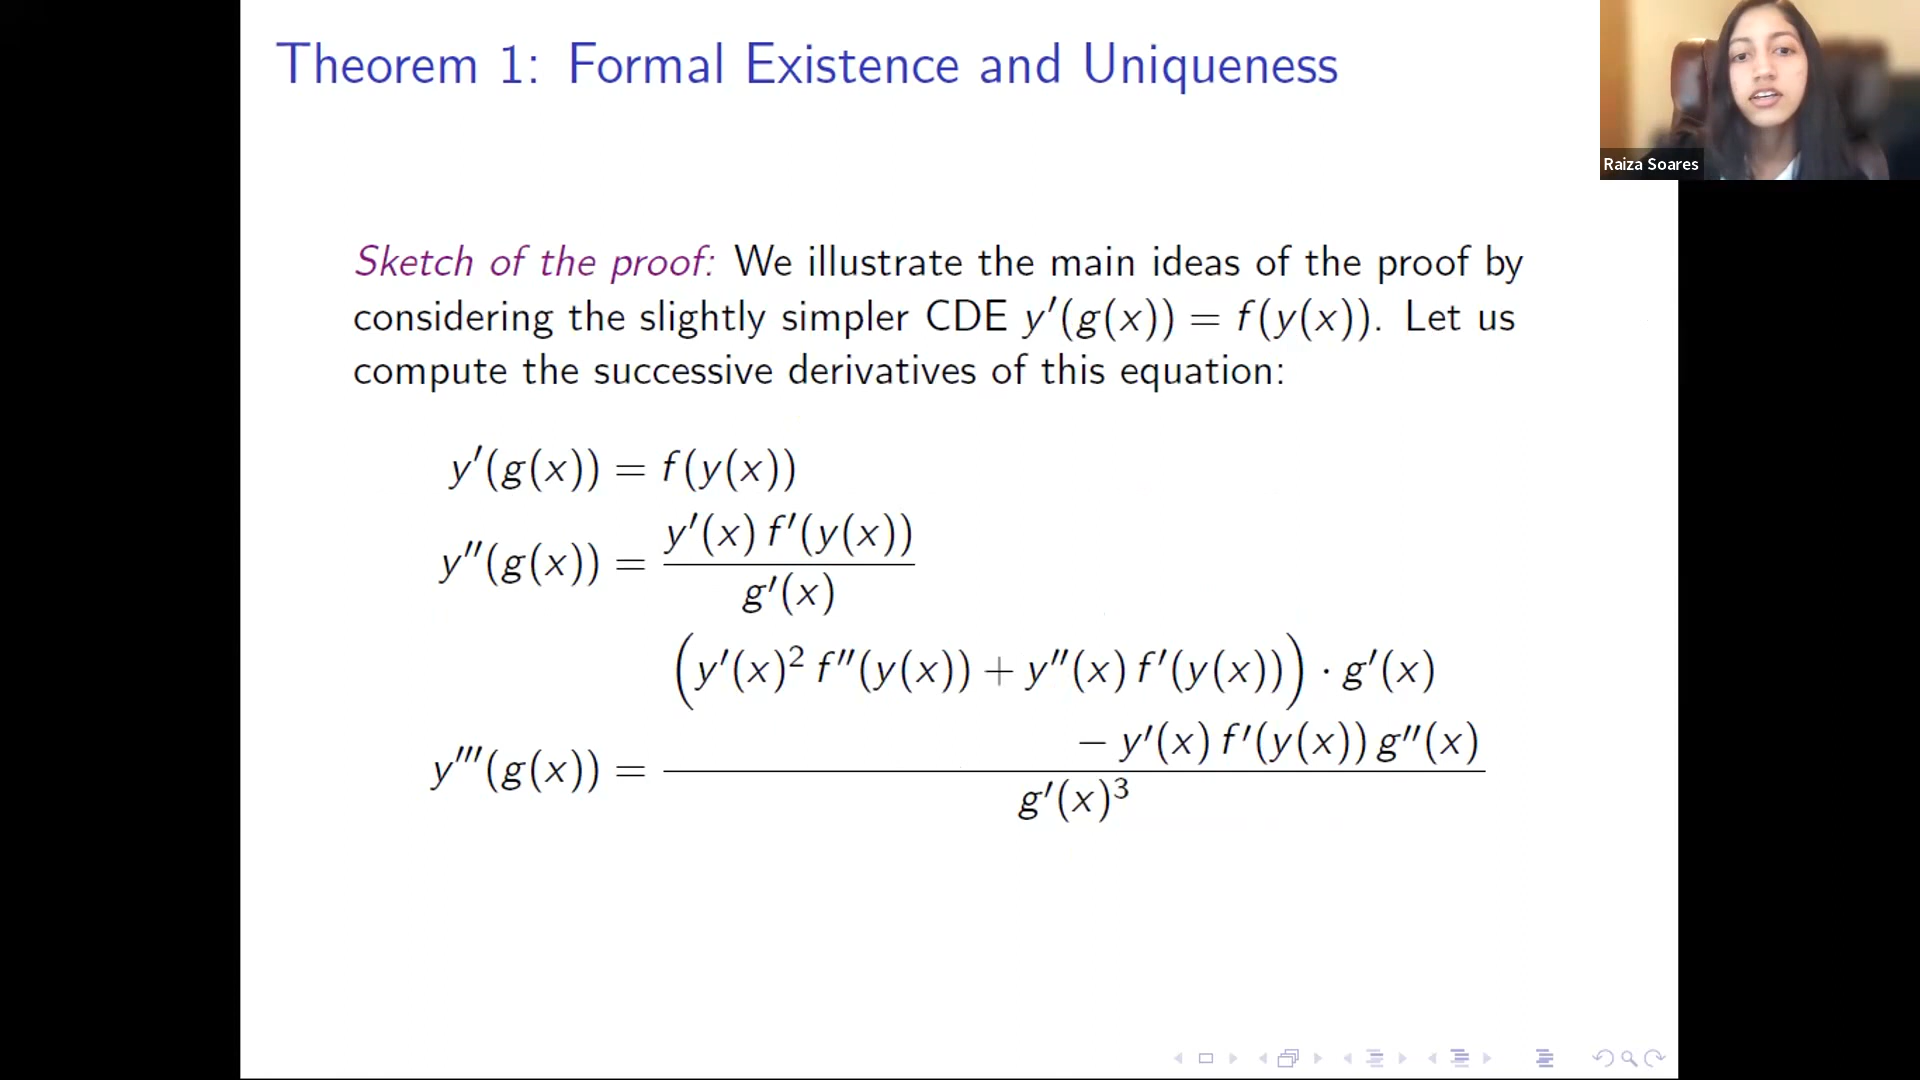 Theorem 1: Formal Existence and Uniqueness
Raiza Soares
Sketch of the proof: We illustrate the main ideas of the proof by
considering the slightly simpler CDE y′(g(x)) = f(y(x)). Let us
compute the successive derivatives of this equation:
y′(g(x)) = f(y(x))
y″(g(x)) = y′(x) f′(y(x)) / g′(x)
y‴(g(x)) = ( y′(x)² f″(y(x)) + y″(x) f′(y(x)) ) · g′(x)
− y′(x) f′(y(x)) g″(x)
g′(x)³